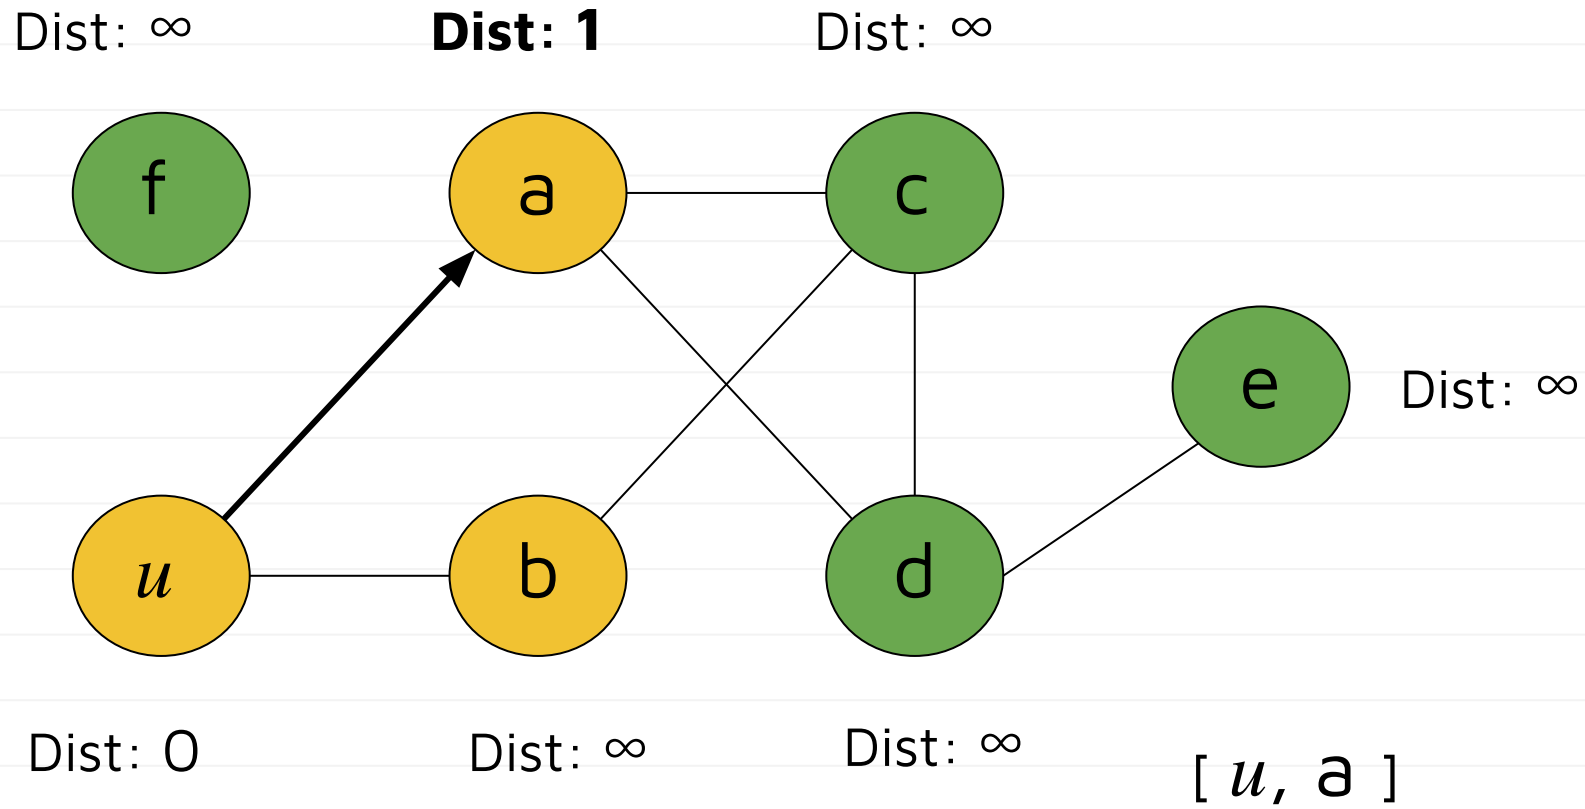 Dist: ∞
Dist: 1
Dist: ∞
f
a
c
e
Dist: ∞
u
b
d
Dist: 0
Dist: ∞
Dist: ∞
[ u, a ]